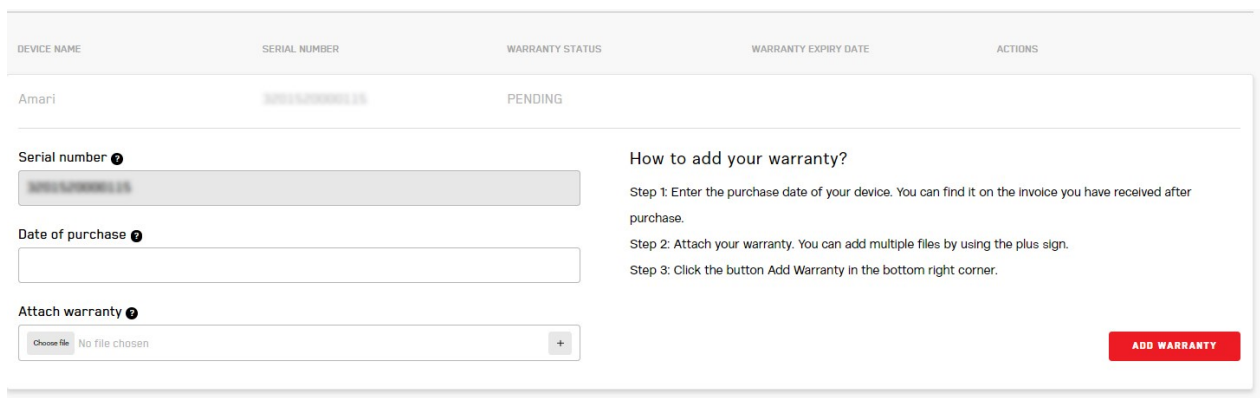 DEVICE NAME SERIAL NUMBER WARRANTY STATUS WARRANTY EXPIRY DATE ACTIONS
Amari PENDING
Serial number ?
Date of purchase ?
Attach warranty ?
Choose file No file chosen +
How to add your warranty?
Step 1: Enter the purchase date of your device. You can find it on the invoice you have received after
purchase.
Step 2: Attach your warranty. You can add multiple files by using the plus sign.
Step 3: Click the button Add Warranty in the bottom right corner.
ADD WARRANTY